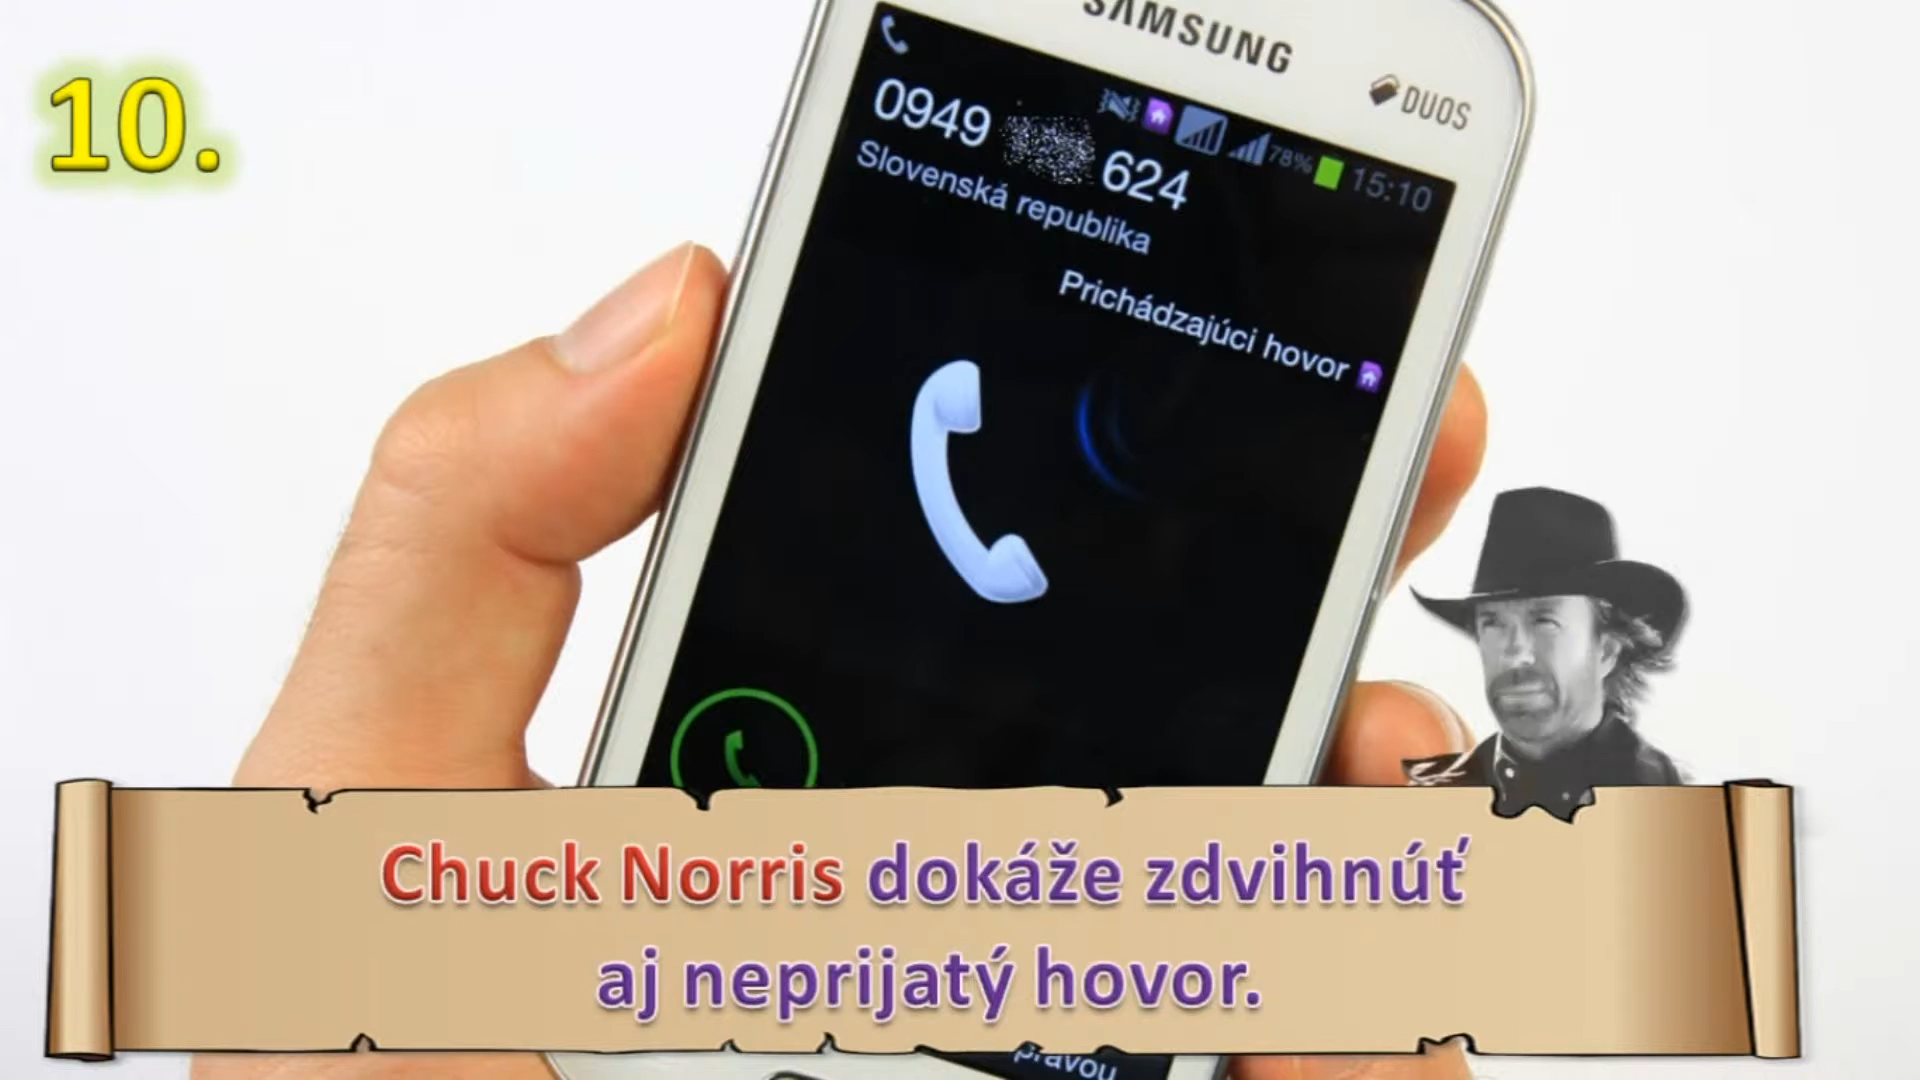 10.
SAMSUNG
DUOS
78% 15:10
0949 624
Slovenská republika
Prichádzajúci hovor
Chuck Norris dokáže zdvihnúť
aj neprijatý hovor.
pravou